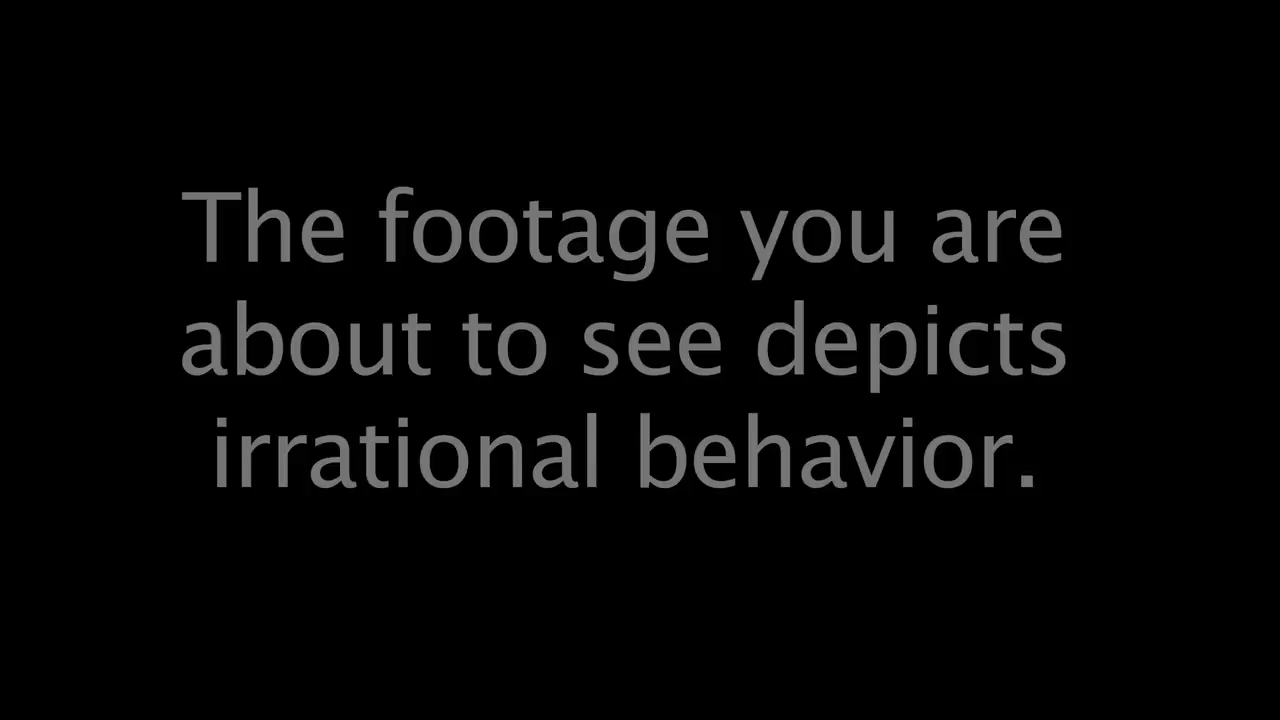 The footage you are
about to see depicts
irrational behavior.